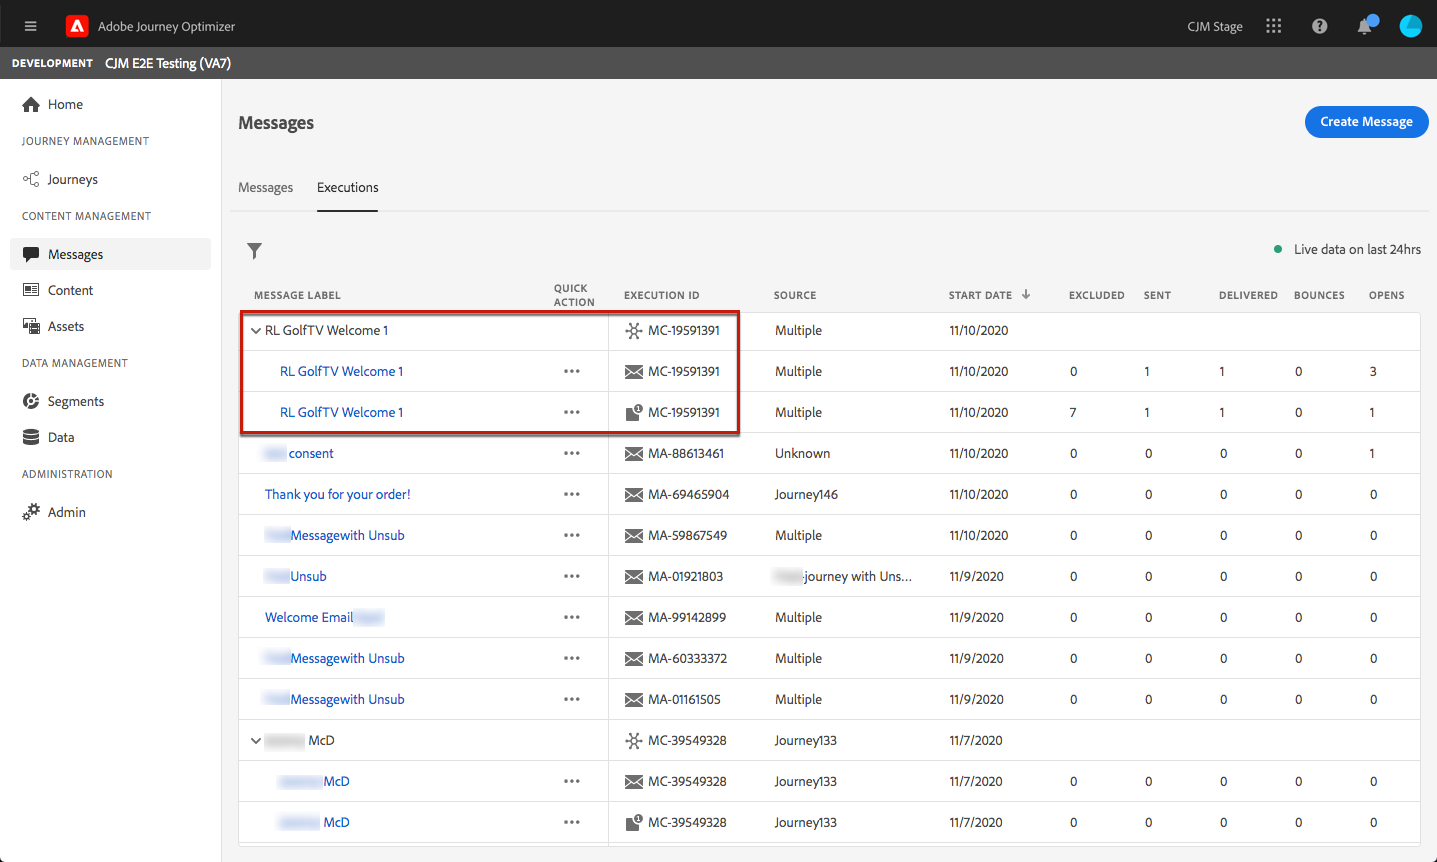 Adobe Journey Optimizer
CJM Stage
DEVELOPMENT CJM E2E Testing (VA7)
Home
JOURNEY MANAGEMENT
Journeys
CONTENT MANAGEMENT
Messages
Content
Assets
DATA MANAGEMENT
Segments
Data
ADMINISTRATION
Admin
Messages
Create Message
Messages Executions
Live data on last 24hrs
MESSAGE LABEL QUICK ACTION EXECUTION ID SOURCE START DATE EXCLUDED SENT DELIVERED BOUNCES OPENS
RL GolfTV Welcome 1 MC-19591391 Multiple 11/10/2020
RL GolfTV Welcome 1 MC-19591391 Multiple 11/10/2020 0 1 1 0 3
RL GolfTV Welcome 1 1 MC-19591391 Multiple 11/10/2020 7 1 1 0 1
consent MA-88613461 Unknown 11/10/2020 0 0 0 0 1
Thank you for your order! MA-69465904 Journey146 11/10/2020 0 0 0 0 0
Messagewith Unsub MA-59867549 Multiple 11/10/2020 0 0 0 0 0
Unsub MA-01921803 journey with Uns... 11/9/2020 0 0 0 0 0
Welcome Email MA-99142899 Multiple 11/9/2020 0 0 0 0 0
Messagewith Unsub MA-60333372 Multiple 11/9/2020 0 0 0 0 0
Messagewith Unsub MA-01161505 Multiple 11/9/2020 0 0 0 0 0
McD MC-39549328 Journey133 11/7/2020
McD MC-39549328 Journey133 11/7/2020 0 0 0 0 0
McD 1 MC-39549328 Journey133 11/7/2020 0 0 0 0 0